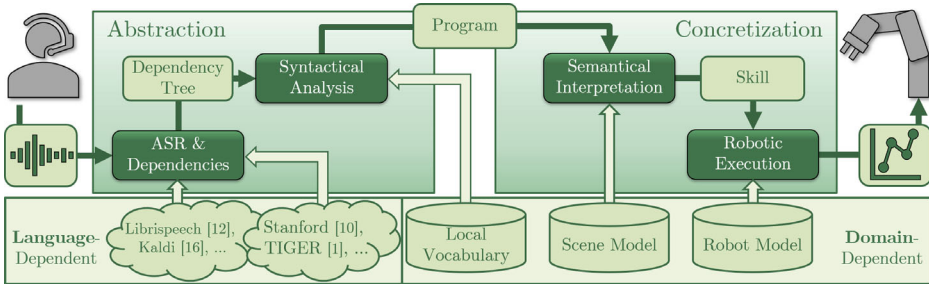 Abstraction
Program
Concretization
Dependency
Tree
Syntactical
Analysis
Semantical
Interpretation
Skill
ASR &
Dependencies
Robotic
Execution
Language-
Dependent
Librispeech [12],
Kaldi [16], ...
Stanford [10],
TIGER [1], ...
Local
Vocabulary
Scene Model
Robot Model
Domain-
Dependent